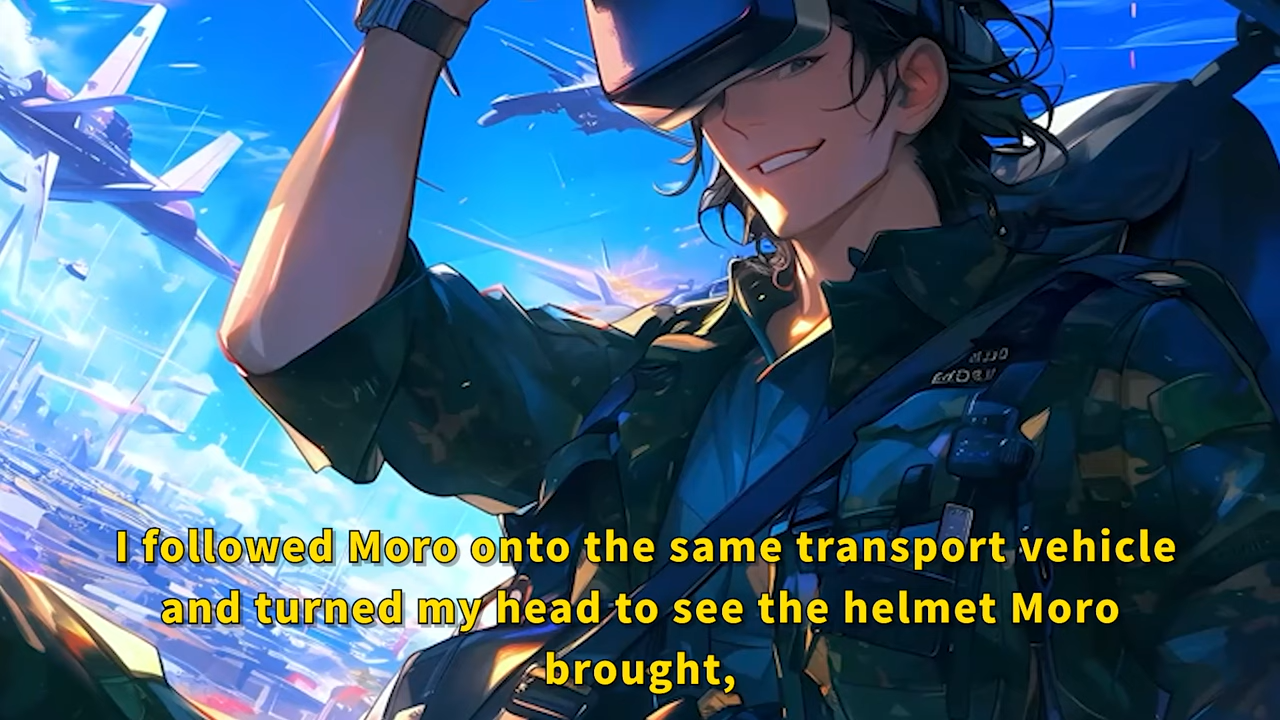 I followed Moro onto the same transport vehicle
and turned my head to see the helmet Moro
brought,